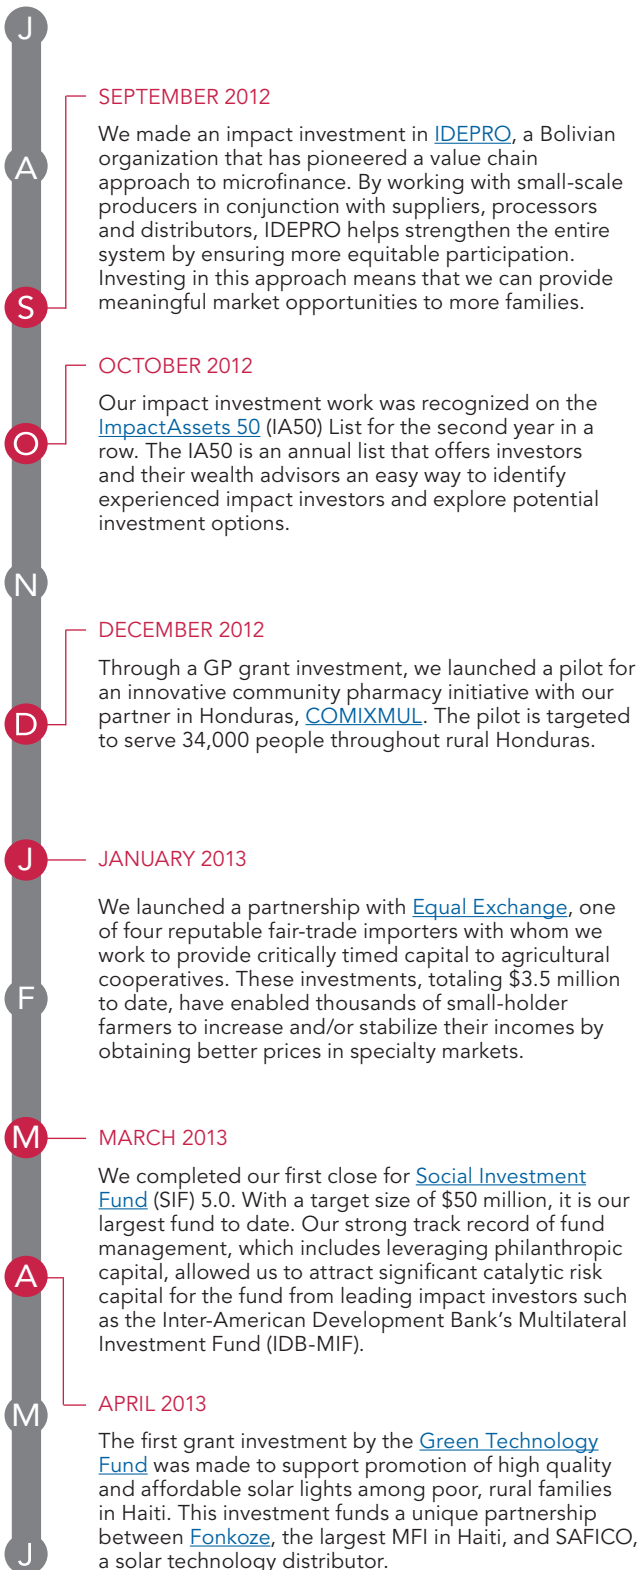 J
SEPTEMBER 2012
We made an impact investment in IDEPRO, a Bolivian
organization that has pioneered a value chain
A
approach to microfinance. By working with small-scale
producers in conjunction with suppliers, processors
and distributors, IDEPRO helps strengthen the entire
system by ensuring more equitable participation.
Investing in this approach means that we can provide
S
meaningful market opportunities to more families.
OCTOBER 2012
Our impact investment work was recognized on the
ImpactAssets 50 (IA50) List for the second year in a
O
row. The IA50 is an annual list that offers investors
and their wealth advisors an easy way to identify
experienced impact investors and explore potential
investment options.
N
DECEMBER 2012
Through a GP grant investment, we launched a pilot for
an innovative community pharmacy initiative with our
D
partner in Honduras, COMIXMUL. The pilot is targeted
to serve 34,000 people throughout rural Honduras.
J
JANUARY 2013
We launched a partnership with Equal Exchange, one
of four reputable fair-trade importers with whom we
work to provide critically timed capital to agricultural
cooperatives. These investments, totaling $3.5 million
F
to date, have enabled thousands of small-holder
farmers to increase and/or stabilize their incomes by
obtaining better prices in specialty markets.
M
MARCH 2013
We completed our first close for Social Investment
Fund (SIF) 5.0. With a target size of $50 million, it is our
largest fund to date. Our strong track record of fund
management, which includes leveraging philanthropic
A
capital, allowed us to attract significant catalytic risk
capital for the fund from leading impact investors such
as the Inter-American Development Bank's Multilateral
Investment Fund (IDB-MIF).
APRIL 2013
M
The first grant investment by the Green Technology
Fund was made to support promotion of high quality
and affordable solar lights among poor, rural families
in Haiti. This investment funds a unique partnership
between Fonkoze, the largest MFI in Haiti, and SAFICO,
J
a solar technology distributor.